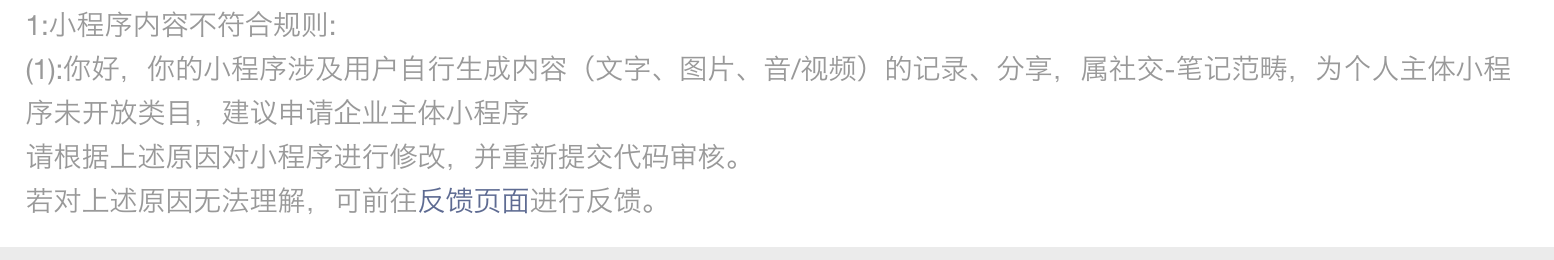 1:小程序内容不符合规则:
(1):你好，你的小程序涉及用户自行生成内容（文字、图片、音/视频）的记录、分享，属社交-笔记范畴，为个人主体小程
序未开放类目，建议申请企业主体小程序
请根据上述原因对小程序进行修改，并重新提交代码审核。
若对上述原因无法理解，可前往反馈页面进行反馈。